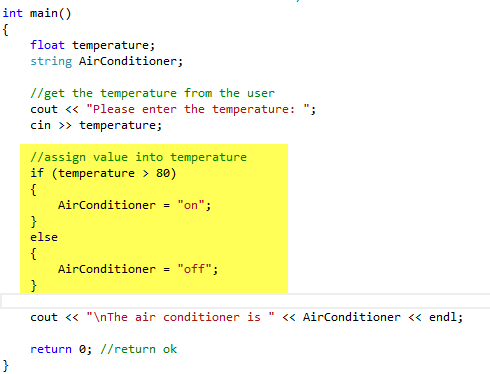 int main()
{
float temperature;
string AirConditioner;
//get the temperature from the user
cout << "Please enter the temperature: ";
cin >> temperature;
//assign value into temperature
if (temperature > 80)
{
AirConditioner = "on";
}
else
{
AirConditioner = "off";
}
cout << "\nThe air conditioner is " << AirConditioner << endl;
return 0; //return ok
}